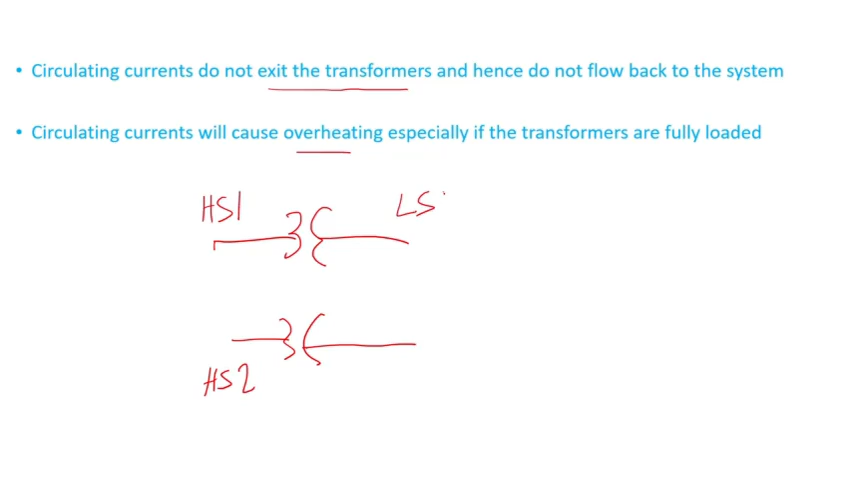 • Circulating currents do not exit the transformers and hence do not flow back to the system
• Circulating currents will cause overheating especially if the transformers are fully loaded
HS1
LS
HS2